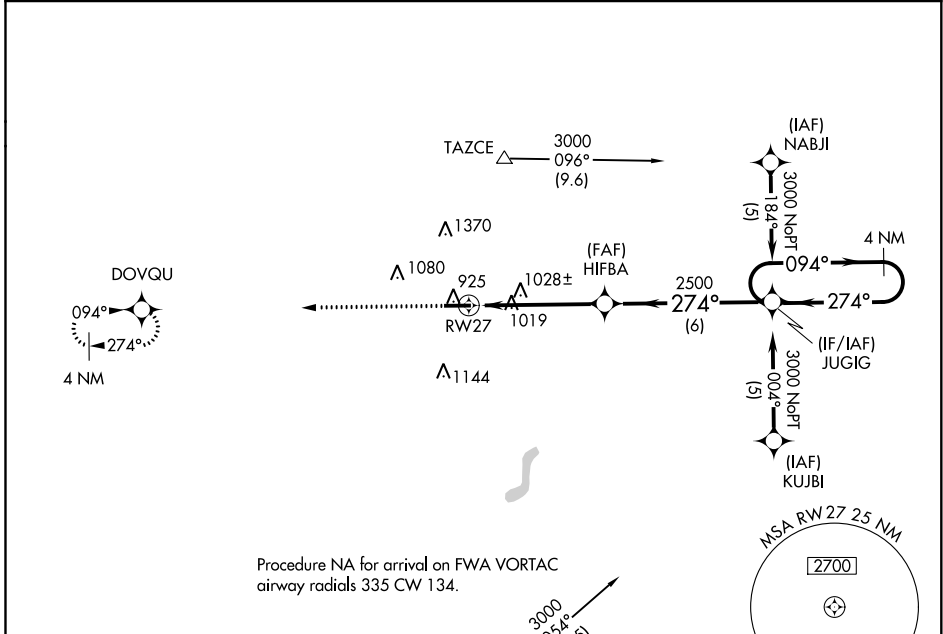 (IAF)
NABJI
TAZCE
3000
096°
(9.6)
3000 NoPT
184°
(5)
4 NM
1370
(FAF)
HIFBA
094°
1080
DOVQU
925
1028±
2500
274°
(6)
274°
094°
RW27
1019
274°
4 NM
(IF/IAF)
JUGIG
1144
3000 NoPT
004°
(5)
(IAF)
KUJBI
MSA RW27 25 NM
2700
Procedure NA for arrival on FWA VORTAC
airway radials 335 CW 134.
3000